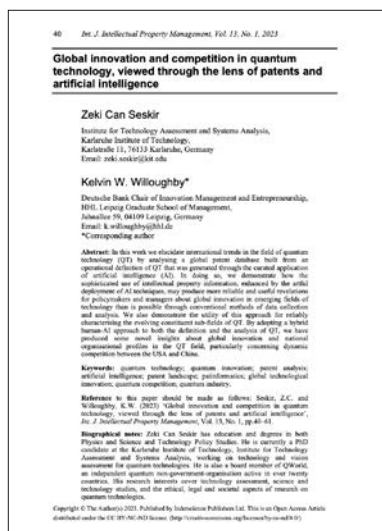 40 Int. J. Intellectual Property Management, Vol. 13, No. 1, 2023
Global innovation and competition in quantum
technology, viewed through the lens of patents and
artificial intelligence
Zeki Can Seskir
Institute for Technology Assessment and Systems Analysis,
Karlsruhe Institute of Technology,
Karlstraße 11, 76133 Karlsruhe, Germany
Email: zeki.seskir@kit.edu
Kelvin W. Willoughby*
Deutsche Bank Chair of Innovation Management and Entrepreneurship,
HHL Leipzig Graduate School of Management,
Jahnallee 59, 04109 Leipzig, Germany
Email: k.willoughby@hhl.de
*Corresponding author
Abstract: In this work we elucidate international trends in the field of quantum
technology (QT) by analysing a global patent database built from an
operational definition of QT that was generated through the curated application
of artificial intelligence (AI). In doing so, we demonstrate how the
sophisticated use of intellectual property information, enhanced by the artful
deployment of AI techniques, may produce more reliable and useful revelations
for policymakers and managers about global innovation in emerging fields of
technology than is possible through conventional methods of data collection
and analysis. We also demonstrate the utility of this approach for reliably
characterising the evolving constituent sub-fields of QT. By adopting a hybrid
human-AI approach to both the definition and the analysis of QT, we have
produced some novel insights about global innovation and national
organisational profiles in the QT field, particularly concerning dynamic
competition between the USA and China.
Keywords: quantum technology; quantum innovation; patent analysis;
artificial intelligence; patent landscape; patinformatics; global technological
innovation; quantum competition; quantum industry.
Reference to this paper should be made as follows: Seskir, Z.C. and
Willoughby, K.W. (2023) 'Global innovation and competition in quantum
technology, viewed through the lens of patents and artificial intelligence',
Int. J. Intellectual Property Management, Vol. 13, No. 1, pp.40–61.
Biographical notes: Zeki Can Seskir has education and degrees in both
Physics and Science and Technology Policy Studies. He is currently a PhD
candidate at the Karlsruhe Institute of Technology, Institute for Technology
Assessment and Systems Analysis, working on technology and vision
assessment for quantum technologies. He is also a board member of QWorld,
an independent quantum non-government-organisation active in over twenty
countries. His research interests cover technology assessment, science and
technology studies, and the ethical, legal and societal aspects of research on
quantum technologies.
Copyright © The Author(s) 2023. Published by Inderscience Publishers Ltd. This is an Open Access Article
distributed under the CC BY-NC-ND license. (http://creativecommons.org/licenses/by-nc-nd/4.0/)